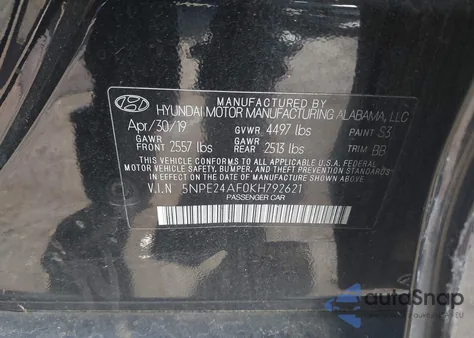 MANUFACTURED BY
HYUNDAI MOTOR MANUFACTURING ALABAMA, LLC
Apr/30/19 GVWR 4497 lbs PAINT S3
GAWR GAWR
FRONT 2557 lbs REAR 2513 lbs TRIM BB
THIS VEHICLE CONFORMS TO ALL APPLICABLE U.S. FEDERAL
MOTOR VEHICLE SAFETY, BUMPER, AND THEFT PREVENTION STANDARDS
IN EFFECT ON THE DATE OF MANUFACTURE SHOWN ABOVE.
V.I.N 5NPE24AF0KH792621
PASSENGER CAR
autoSnap